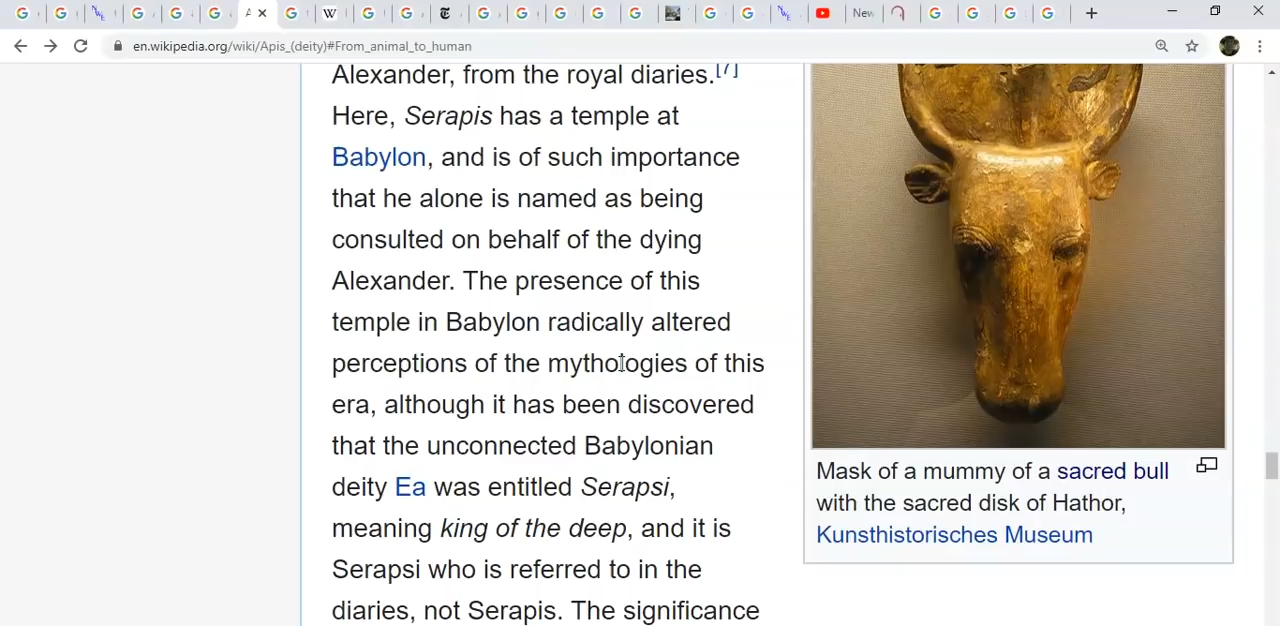 New
en.wikipedia.org/wiki/Apis_(deity)#From_animal_to_human
Alexander, from the royal diaries.[7]
Here, Serapis has a temple at
Babylon, and is of such importance
that he alone is named as being
consulted on behalf of the dying
Alexander. The presence of this
temple in Babylon radically altered
perceptions of the mythologies of this
era, although it has been discovered
that the unconnected Babylonian
deity Ea was entitled Serapsi,
meaning king of the deep, and it is
Serapsi who is referred to in the
diaries, not Serapis. The significance
Mask of a mummy of a sacred bull
with the sacred disk of Hathor,
Kunsthistorisches Museum